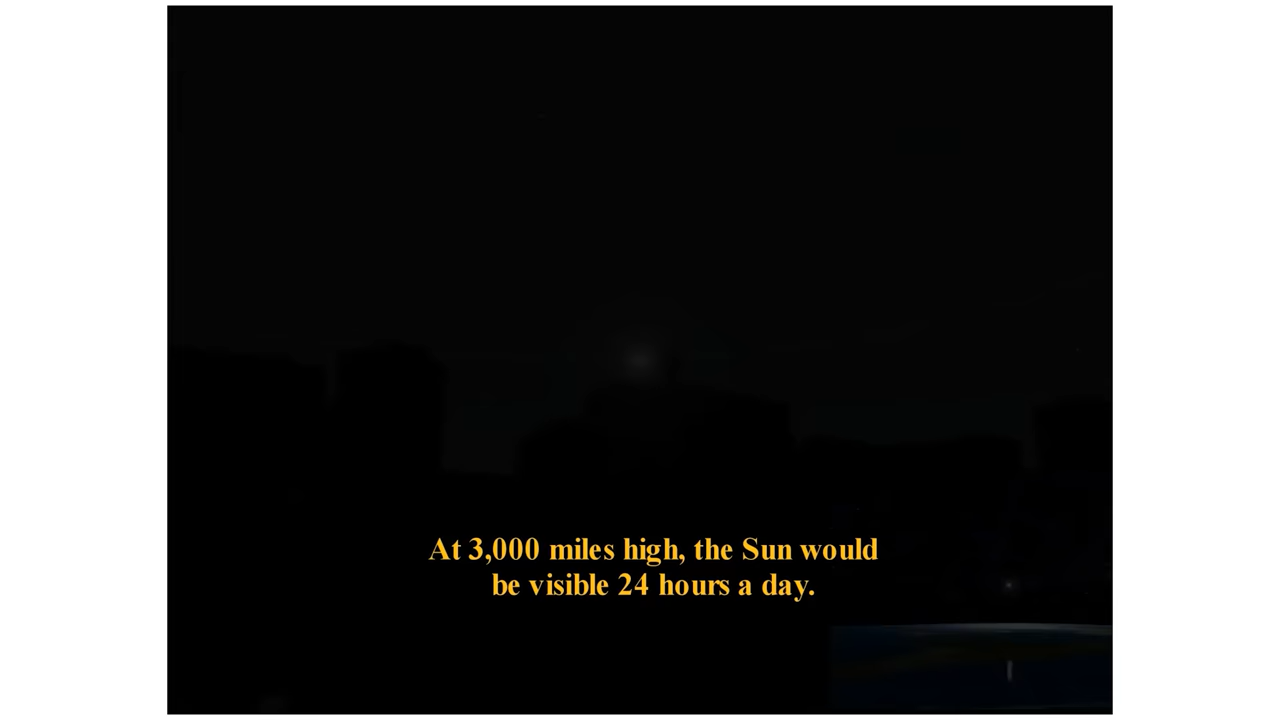 At 3,000 miles high, the Sun would
be visible 24 hours a day.